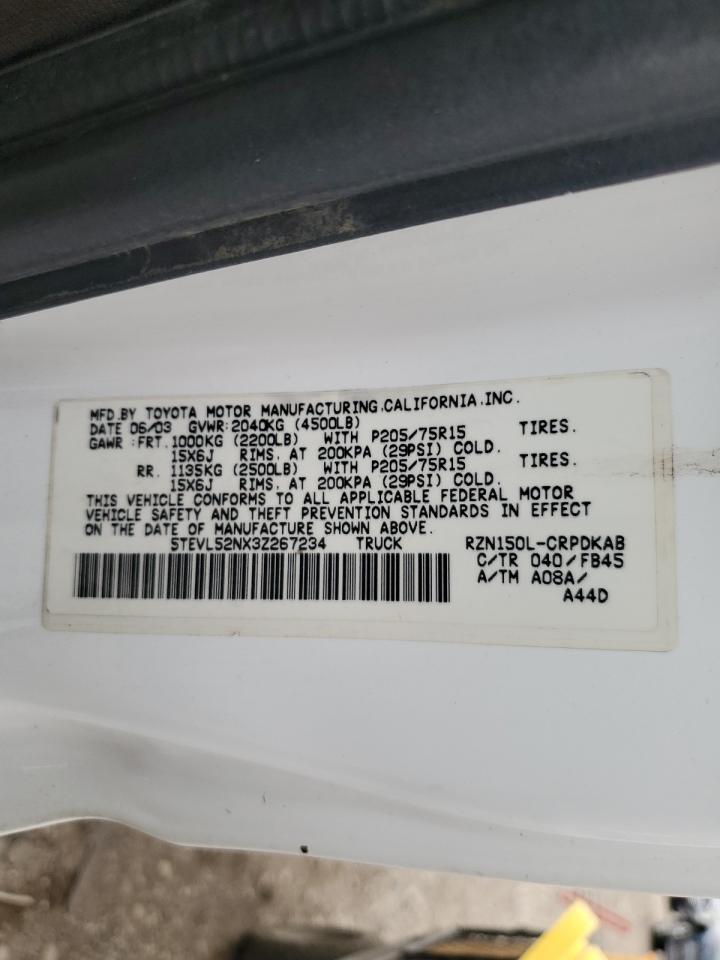 MFD.BY TOYOTA MOTOR MANUFACTURING,CALIFORNIA,INC.
DATE 06/03 GVWR:2040KG (4500LB)
GAWR :FRT.1000KG (2200LB) WITH P205/75R15 TIRES.
15X6J RIMS, AT 200KPA (29PSI) COLD.
RR. 1135KG (2500LB) WITH P205/75R15 TIRES.
15X6J RIMS, AT 200KPA (29PSI) COLD.
THIS VEHICLE CONFORMS TO ALL APPLICABLE FEDERAL MOTOR
VEHICLE SAFETY AND THEFT PREVENTION STANDARDS IN EFFECT
ON THE DATE OF MANUFACTURE SHOWN ABOVE.
5TEVL52NX3Z267234 TRUCK RZN150L-CRPDKAB
C/TR 040/FB45
A/TM A08A/
A44D